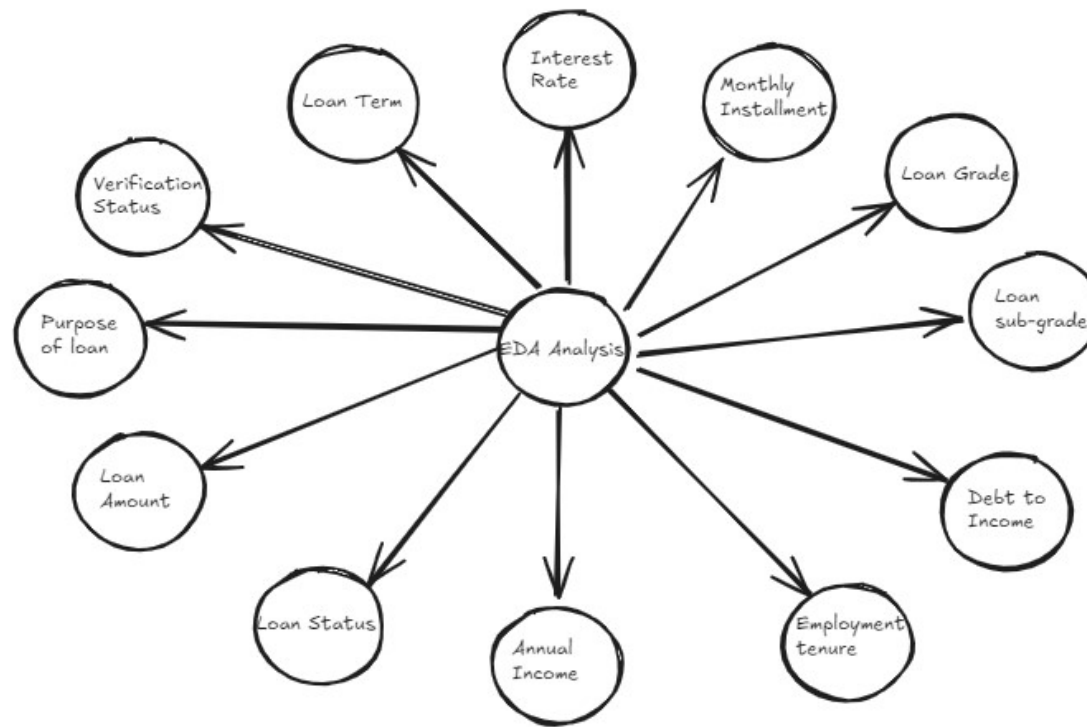 Interest
Rate
Loan Term
Monthly
Installment
Loan Grade
Verification
Status
Loan
sub-grade
Purpose
of loan
EDA Analysis
Loan
Amount
Debt to
Income
Loan Status
Annual
Income
Employment
tenure